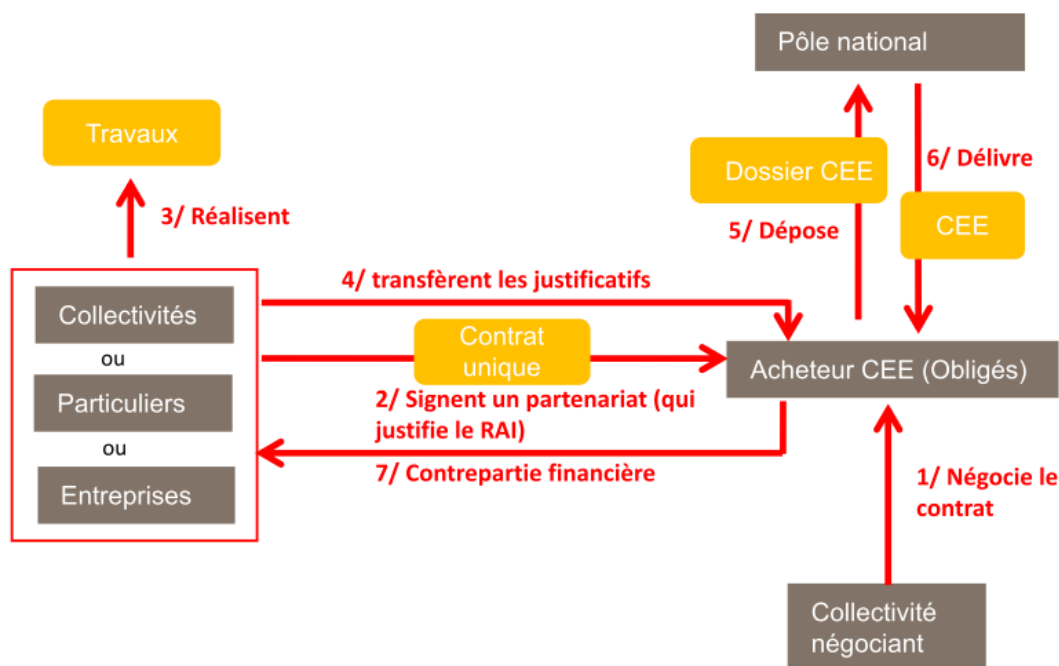 Pôle national
Travaux
Dossier CEE
6/ Délivre
3/ Réalisent
5/ Dépose
CEE
4/ transfèrent les justificatifs
Collectivités
ou
Particuliers
ou
Entreprises
Contrat
unique
Acheteur CEE (Obligés)
2/ Signent un partenariat (qui
justifie le RAI)
7/ Contrepartie financière
1/ Négocie le
contrat
Collectivité
négociant